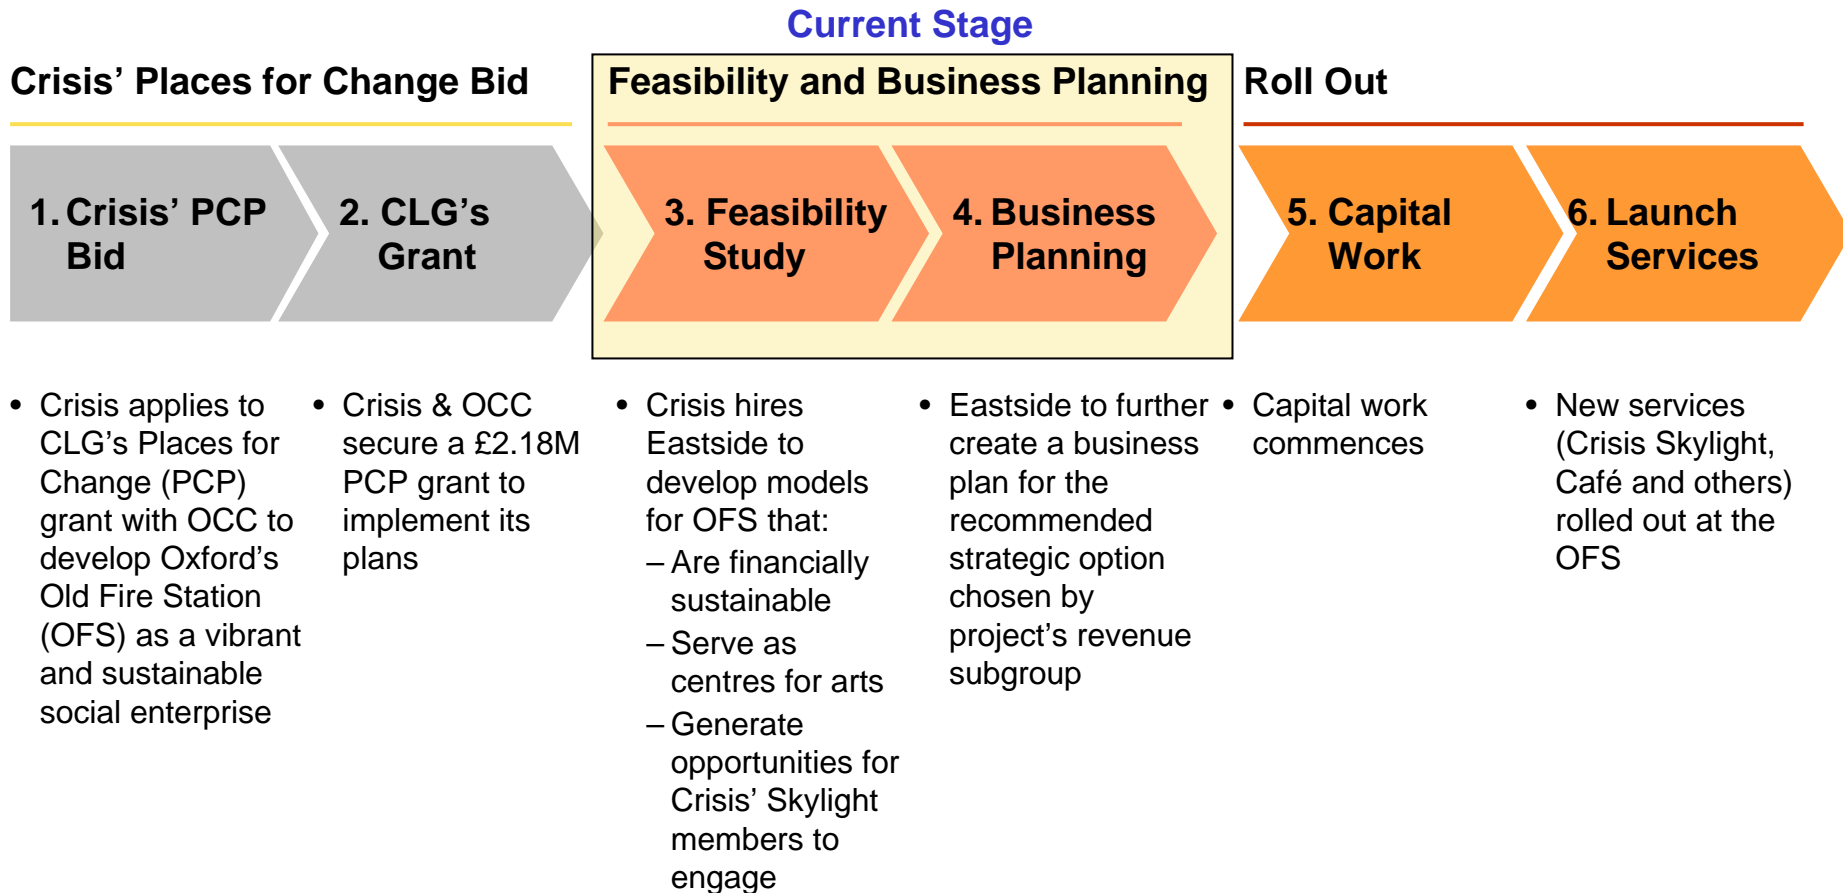 Current Stage
Crisis’ Places for Change Bid
Feasibility and Business Planning
Roll Out
1. Crisis’ PCP
Bid
2. CLG’s
Grant
3. Feasibility
Study
4. Business
Planning
5. Capital
Work
6. Launch
Services
• Crisis applies to
CLG’s Places for
Change (PCP)
grant with OCC to
develop Oxford’s
Old Fire Station
(OFS) as a vibrant
and sustainable
social enterprise
• Crisis & OCC
secure a £2.18M
PCP grant to
implement its
plans
• Crisis hires
Eastside to
develop models
for OFS that:
– Are financially
sustainable
– Serve as
centres for arts
– Generate
opportunities for
Crisis’ Skylight
members to
engage
• Eastside to further
create a business
plan for the
recommended
strategic option
chosen by
project’s revenue
subgroup
• Capital work
commences
• New services
(Crisis Skylight,
Café and others)
rolled out at the
OFS